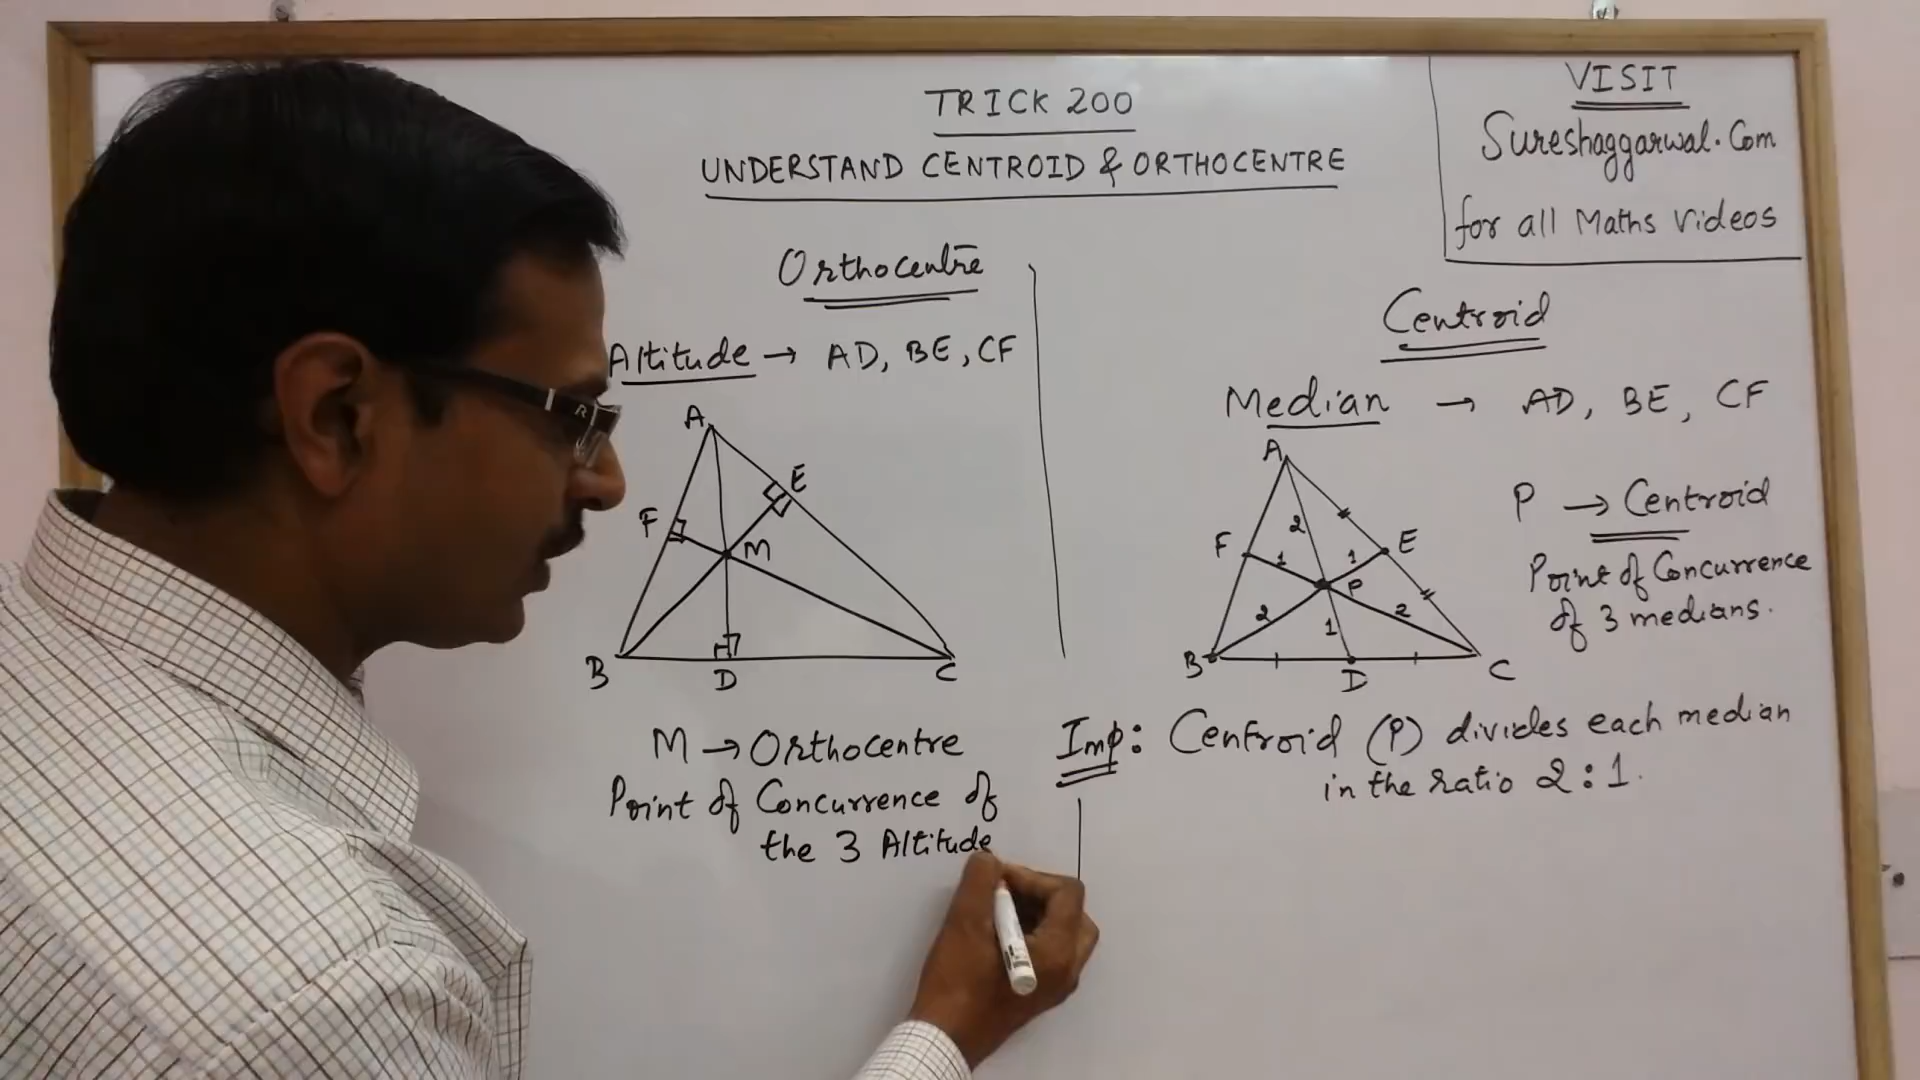 TRICK 200
UNDERSTAND CENTROID & ORTHOCENTRE
VISIT
Sureshaggarwal.Com
for all Maths Videos
Orthocentre
Altitude → AD, BE, CF
A
E
F
M
B
D
C
M → Orthocentre
Point of Concurrence of
the 3 Altitude
Centroid
Median → AD, BE, CF
A
2
F
1
1
E
P
2
1
2
B
D
C
P → Centroid
Point of Concurrence
of 3 medians.
Imp: Centroid (P) divides each median
in the ratio 2:1.